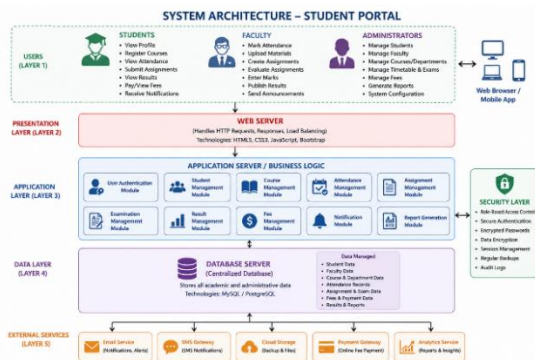 SYSTEM ARCHITECTURE – STUDENT PORTAL
USERS
(LAYER 1)
STUDENTS
• View Profile
• Register Courses
• View Attendance
• Submit Assignments
• View Results
• Pay/View Fees
• Receive Notifications
FACULTY
• Mark Attendance
• Upload Materials
• Create Assignments
• Evaluate Assignments
• Enter Marks
• Publish Results
• Send Announcements
ADMINISTRATORS
• Manage Students
• Manage Faculty
• Manage Courses/Departments
• Manage Timetable & Exams
• Manage Fees
• Generate Reports
• System Configuration
Web Browser /
Mobile App
PRESENTATION
LAYER (LAYER 2)
WEB SERVER
(Handles HTTP Requests, Responses, Load Balancing)
Technologies: HTML5, CSS3, JavaScript, Bootstrap
APPLICATION
LAYER (LAYER 3)
APPLICATION SERVER / BUSINESS LOGIC
User Authentication
Module
Student
Management
Module
Course
Management
Module
Attendance
Management
Module
Assignment
Management
Module
Examination
Management
Module
Result
Management
Module
Fee
Management
Module
Notification
Module
Report Generation
Module
SECURITY LAYER
• Role-Based Access Control
• Secure Authentication
• Encrypted Passwords
• Data Encryption
• Session Management
• Regular Backups
• Audit Logs
DATA LAYER
(LAYER 4)
DATABASE SERVER
(Centralized Database)
Stores all academic and administrative data
Technologies: MySQL / PostgreSQL
Data Managed
• Student Data
• Faculty Data
• Course & Department Data
• Attendance Records
• Assignment & Exam Data
• Fees & Payment Data
• Results & Reports
EXTERNAL SERVICES
(LAYER 5)
Email Service
(Notifications, Alerts)
SMS Gateway
(SMS Notifications)
Cloud Storage
(Backup & Files)
Payment Gateway
(Online Fee Payment)
Analytics Service
(Reports & Insights)